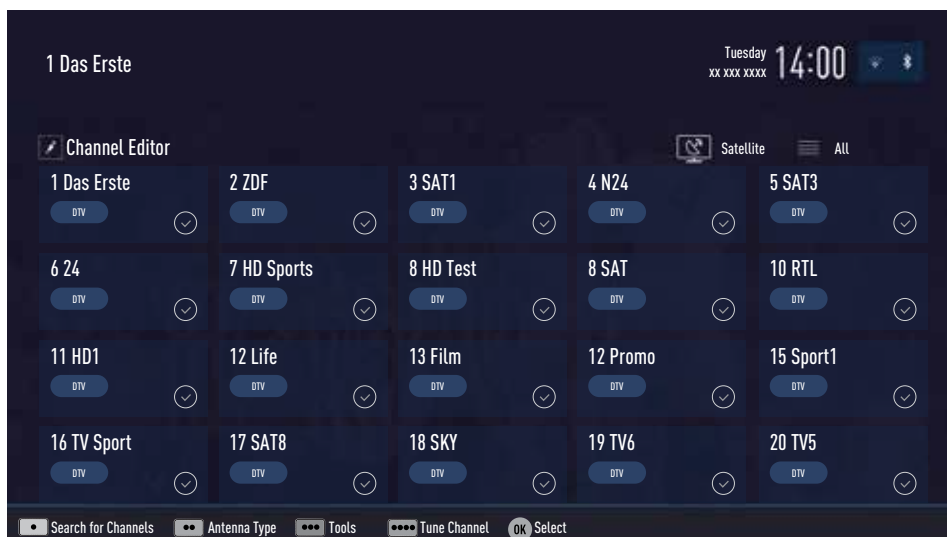 1 Das Erste
Tuesday
xx xxx xxxx
14:00
Channel Editor
Satellite
All
1 Das Erste
2 ZDF
3 SAT1
4 N24
5 SAT3
DTV
DTV
DTV
DTV
DTV
6 24
7 HD Sports
8 HD Test
8 SAT
10 RTL
DTV
DTV
DTV
DTV
DTV
11 HD1
12 Life
13 Film
12 Promo
15 Sport1
DTV
DTV
DTV
DTV
DTV
16 TV Sport
17 SAT8
18 SKY
19 TV6
20 TV5
DTV
DTV
DTV
DTV
DTV
Search for Channels
Antenna Type
Tools
Tune Channel
OK Select